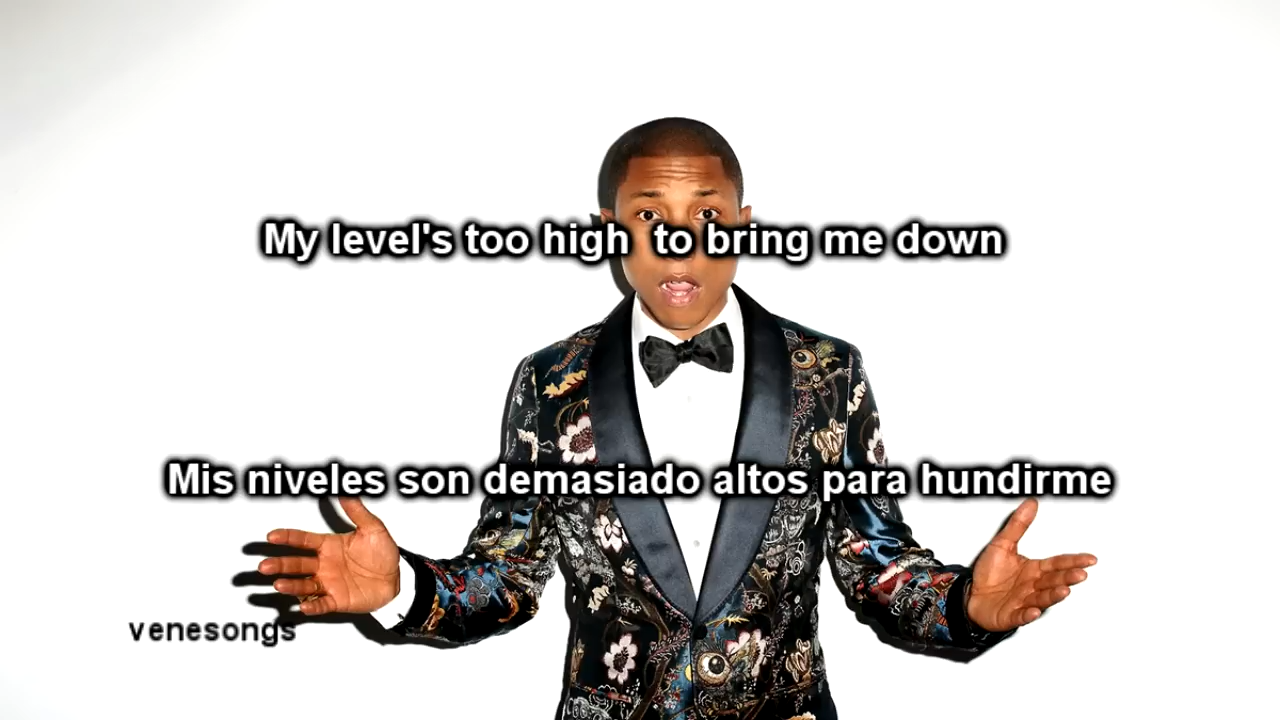 My level's too high  to bring me down
Mis niveles son demasiado altos para hundirme
venesongs